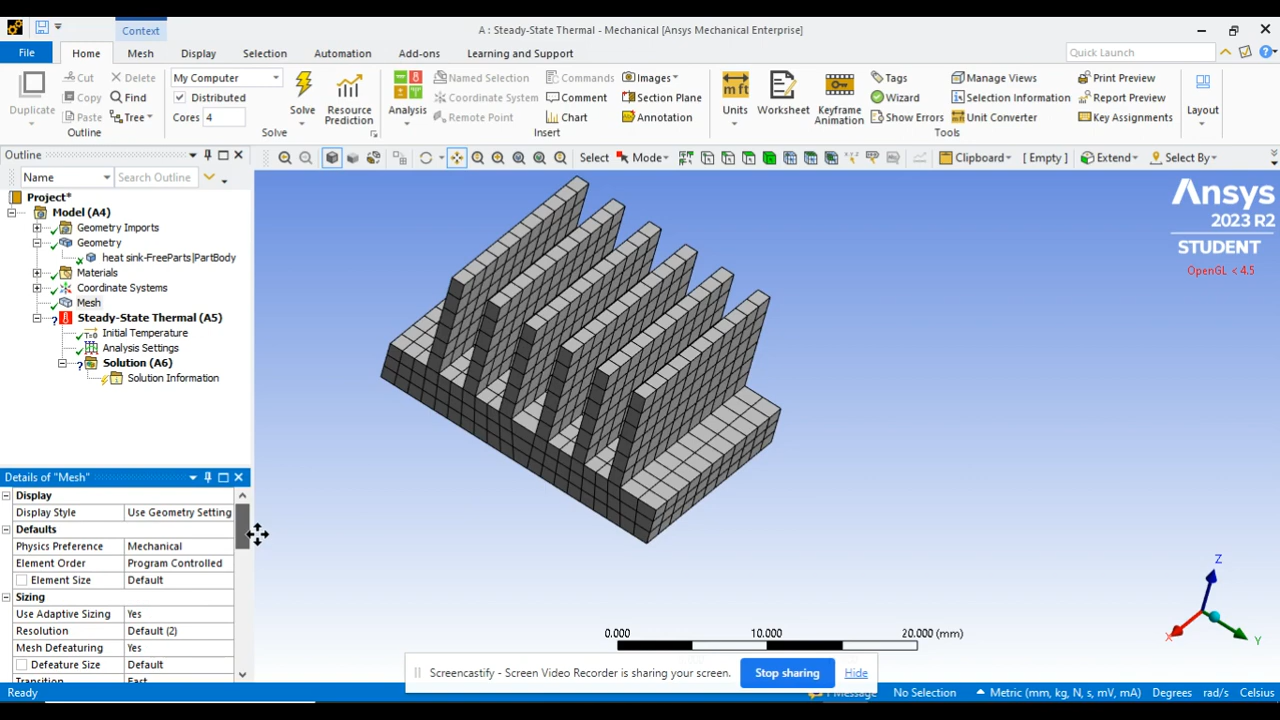 Context
A : Steady-State Thermal - Mechanical [Ansys Mechanical Enterprise]
File Home Mesh Display Selection Automation Add-ons Learning and Support Quick Launch
Duplicate
Cut
Copy
Paste
Delete
Find
Tree
Outline
My Computer
Distributed
Cores 4
Solve
Resource Prediction
Solve
Analysis
Named Selection
Coordinate System
Remote Point
Commands
Comment
Chart
Images
Section Plane
Annotation
Insert
Units
Worksheet
Keyframe Animation
Tags
Wizard
Show Errors
Manage Views
Selection Information
Unit Converter
Print Preview
Report Preview
Key Assignments
Tools
Layout
Outline
Select Mode Clipboard [ Empty ] Extend Select By
Name Search Outline
Project*
Model (A4)
Geometry Imports
Geometry
heat sink-FreeParts|PartBody
Materials
Coordinate Systems
Mesh
Steady-State Thermal (A5)
Initial Temperature
Analysis Settings
Solution (A6)
Solution Information
Details of "Mesh"
Display
Display Style Use Geometry Setting
Defaults
Physics Preference Mechanical
Element Order Program Controlled
Element Size Default
Sizing
Use Adaptive Sizing Yes
Resolution Default (2)
Mesh Defeaturing Yes
Defeature Size Default
Ansys
2023 R2
STUDENT
OpenGL < 4.5
Z
X
Y
0.000 10.000 20.000 (mm)
Screencastify - Screen Video Recorder is sharing your screen. Stop sharing Hide
Ready
No Selection Metric (mm, kg, N, s, mV, mA) Degrees rad/s Celsius